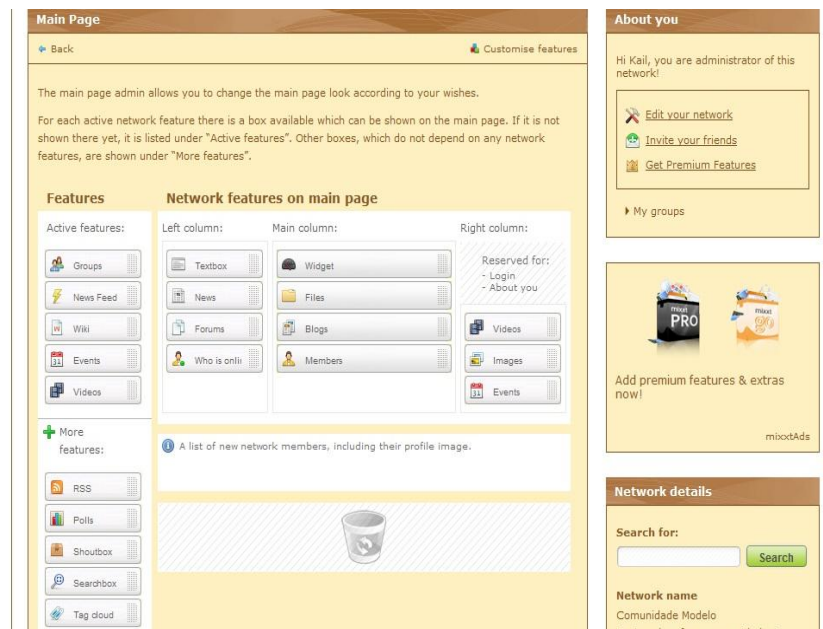 Main Page
Back
Customise features
The main page admin allows you to change the main page look according to your wishes.
For each active network feature there is a box available which can be shown on the main page. If it is not
shown there yet, it is listed under "Active features". Other boxes, which do not depend on any network
features, are shown under "More features".
Features
Network features on main page
Active features:
Groups
News Feed
Wiki
Events
Videos
More
features:
RSS
Polls
Shoutbox
Searchbox
Tag cloud
Left column:
Textbox
News
Forums
Who is onli
Main column:
Widget
Files
Blogs
Members
Right column:
Reserved for:
- Login
- About you
Videos
Images
Events
A list of new network members, including their profile image.
About you
Hi Kail, you are administrator of this
network!
Edit your network
Invite your friends
Get Premium Features
My groups
mixxt
PRO
mixxt
Add premium features & extras
now!
mixxtAds
Network details
Search for:
Search
Network name
Comunidade Modelo